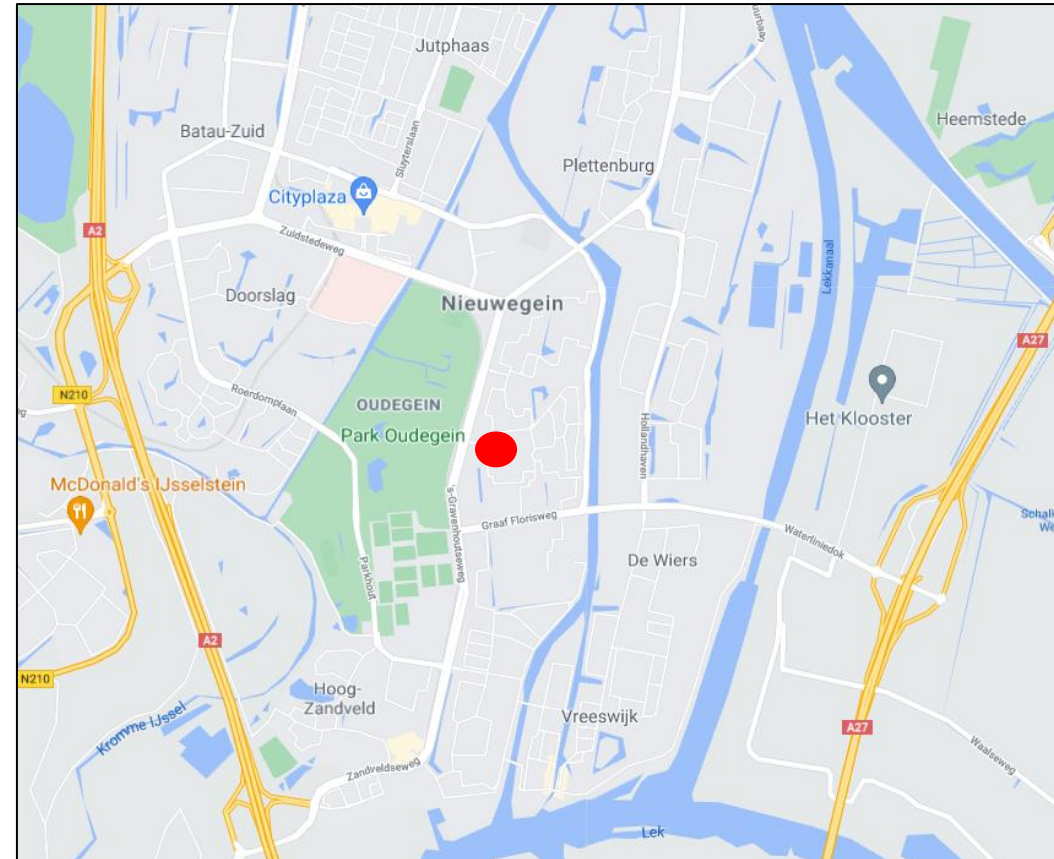 Jutphaas
Heemstede
Batau-Zuid
Sluyterslaan
Plettenburg
Cityplaza
A2
Zuidstedeweg
Lekkanaal
Doorslag
Nieuwegein
A27
N210
Roerdomplaan
OUDEGEIN
Park Oudegein
Hollandhaven
Het Klooster
McDonald's IJsselstein
's-Gravenhoutseweg
Graaf Florisweg
Waterliniedok
Parkhout
De Wiers
A2
N210
Hoog-
Zandveld
Kromme IJssel
Vreeswijk
A27
Waalseweg
Zandveldseweg
Lek